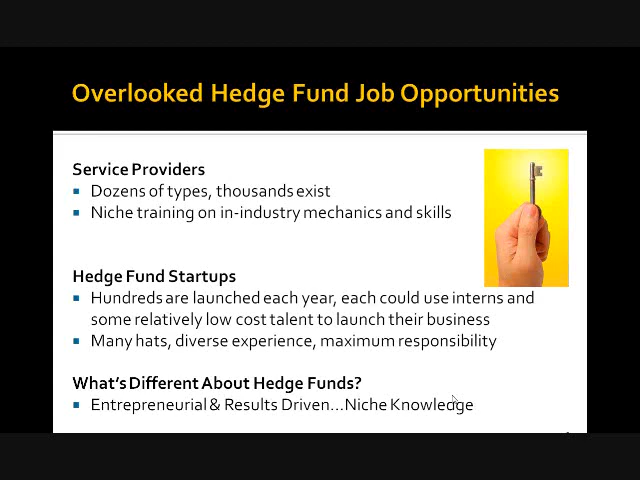 Overlooked Hedge Fund Job Opportunities
Service Providers
Dozens of types, thousands exist
Niche training on in-industry mechanics and skills
Hedge Fund Startups
Hundreds are launched each year, each could use interns and
some relatively low cost talent to launch their business
Many hats, diverse experience, maximum responsibility
What's Different About Hedge Funds?
Entrepreneurial & Results Driven…Niche Knowledge